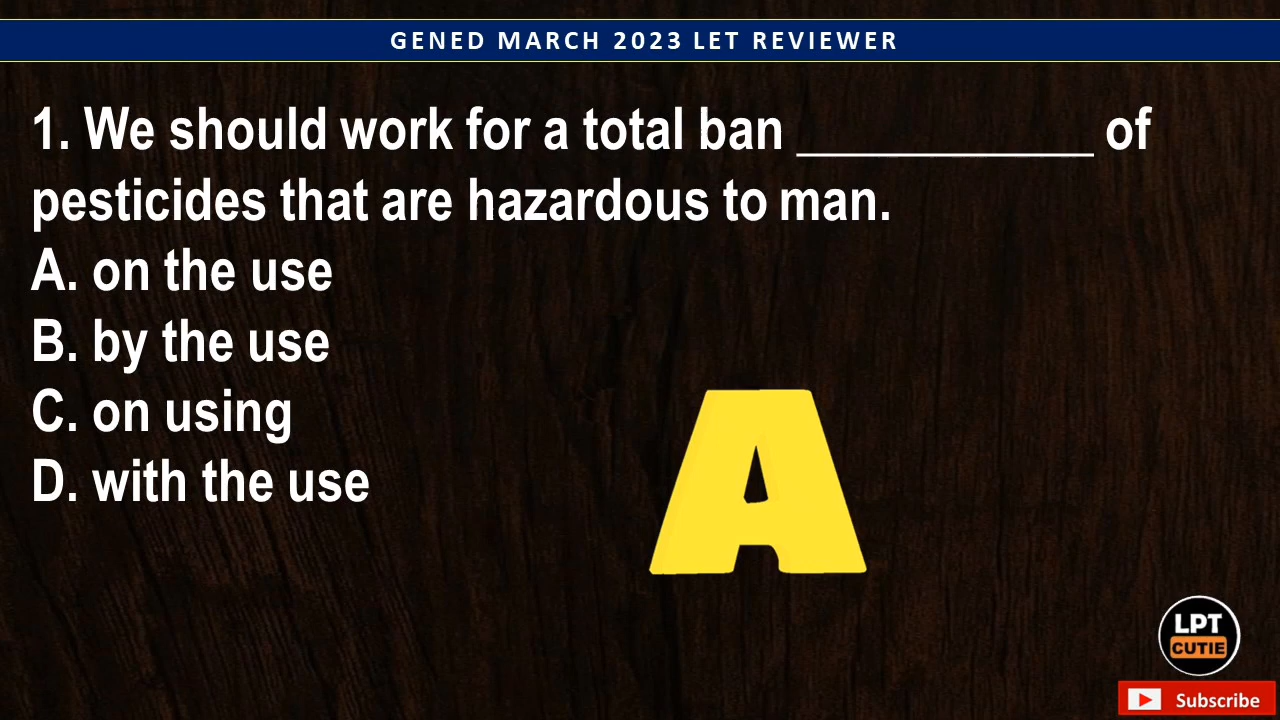 GENED MARCH 2023 LET REVIEWER
1. We should work for a total ban ____________ of
pesticides that are hazardous to man.
A. on the use
B. by the use
C. on using
D. with the use
A
LPT
CUTIE
Subscribe